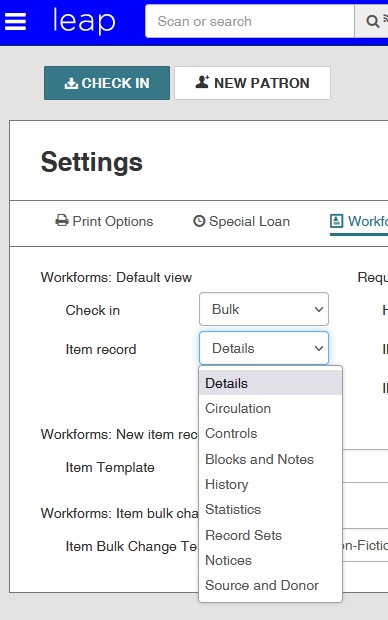 leap
Scan or search
CHECK IN
NEW PATRON
Settings
Print Options
Special Loan
Workfo
Workforms: Default view
Requ
Check in
Bulk
Item record
Details
Details
Circulation
Controls
Blocks and Notes
History
Statistics
Record Sets
Notices
Source and Donor
Workforms: New item rec
Item Template
Workforms: Item bulk cha
Item Bulk Change Te
on-Fictio